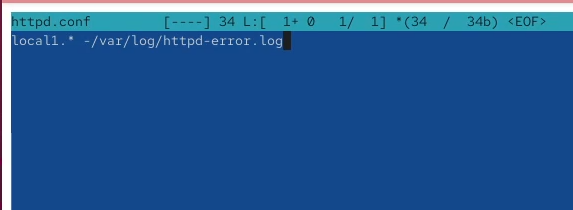 httpd.conf [----] 34 L:[ 1+ 0 1/ 1] *(34 / 34b) <EOF>
local1.* -/var/log/httpd-error.log